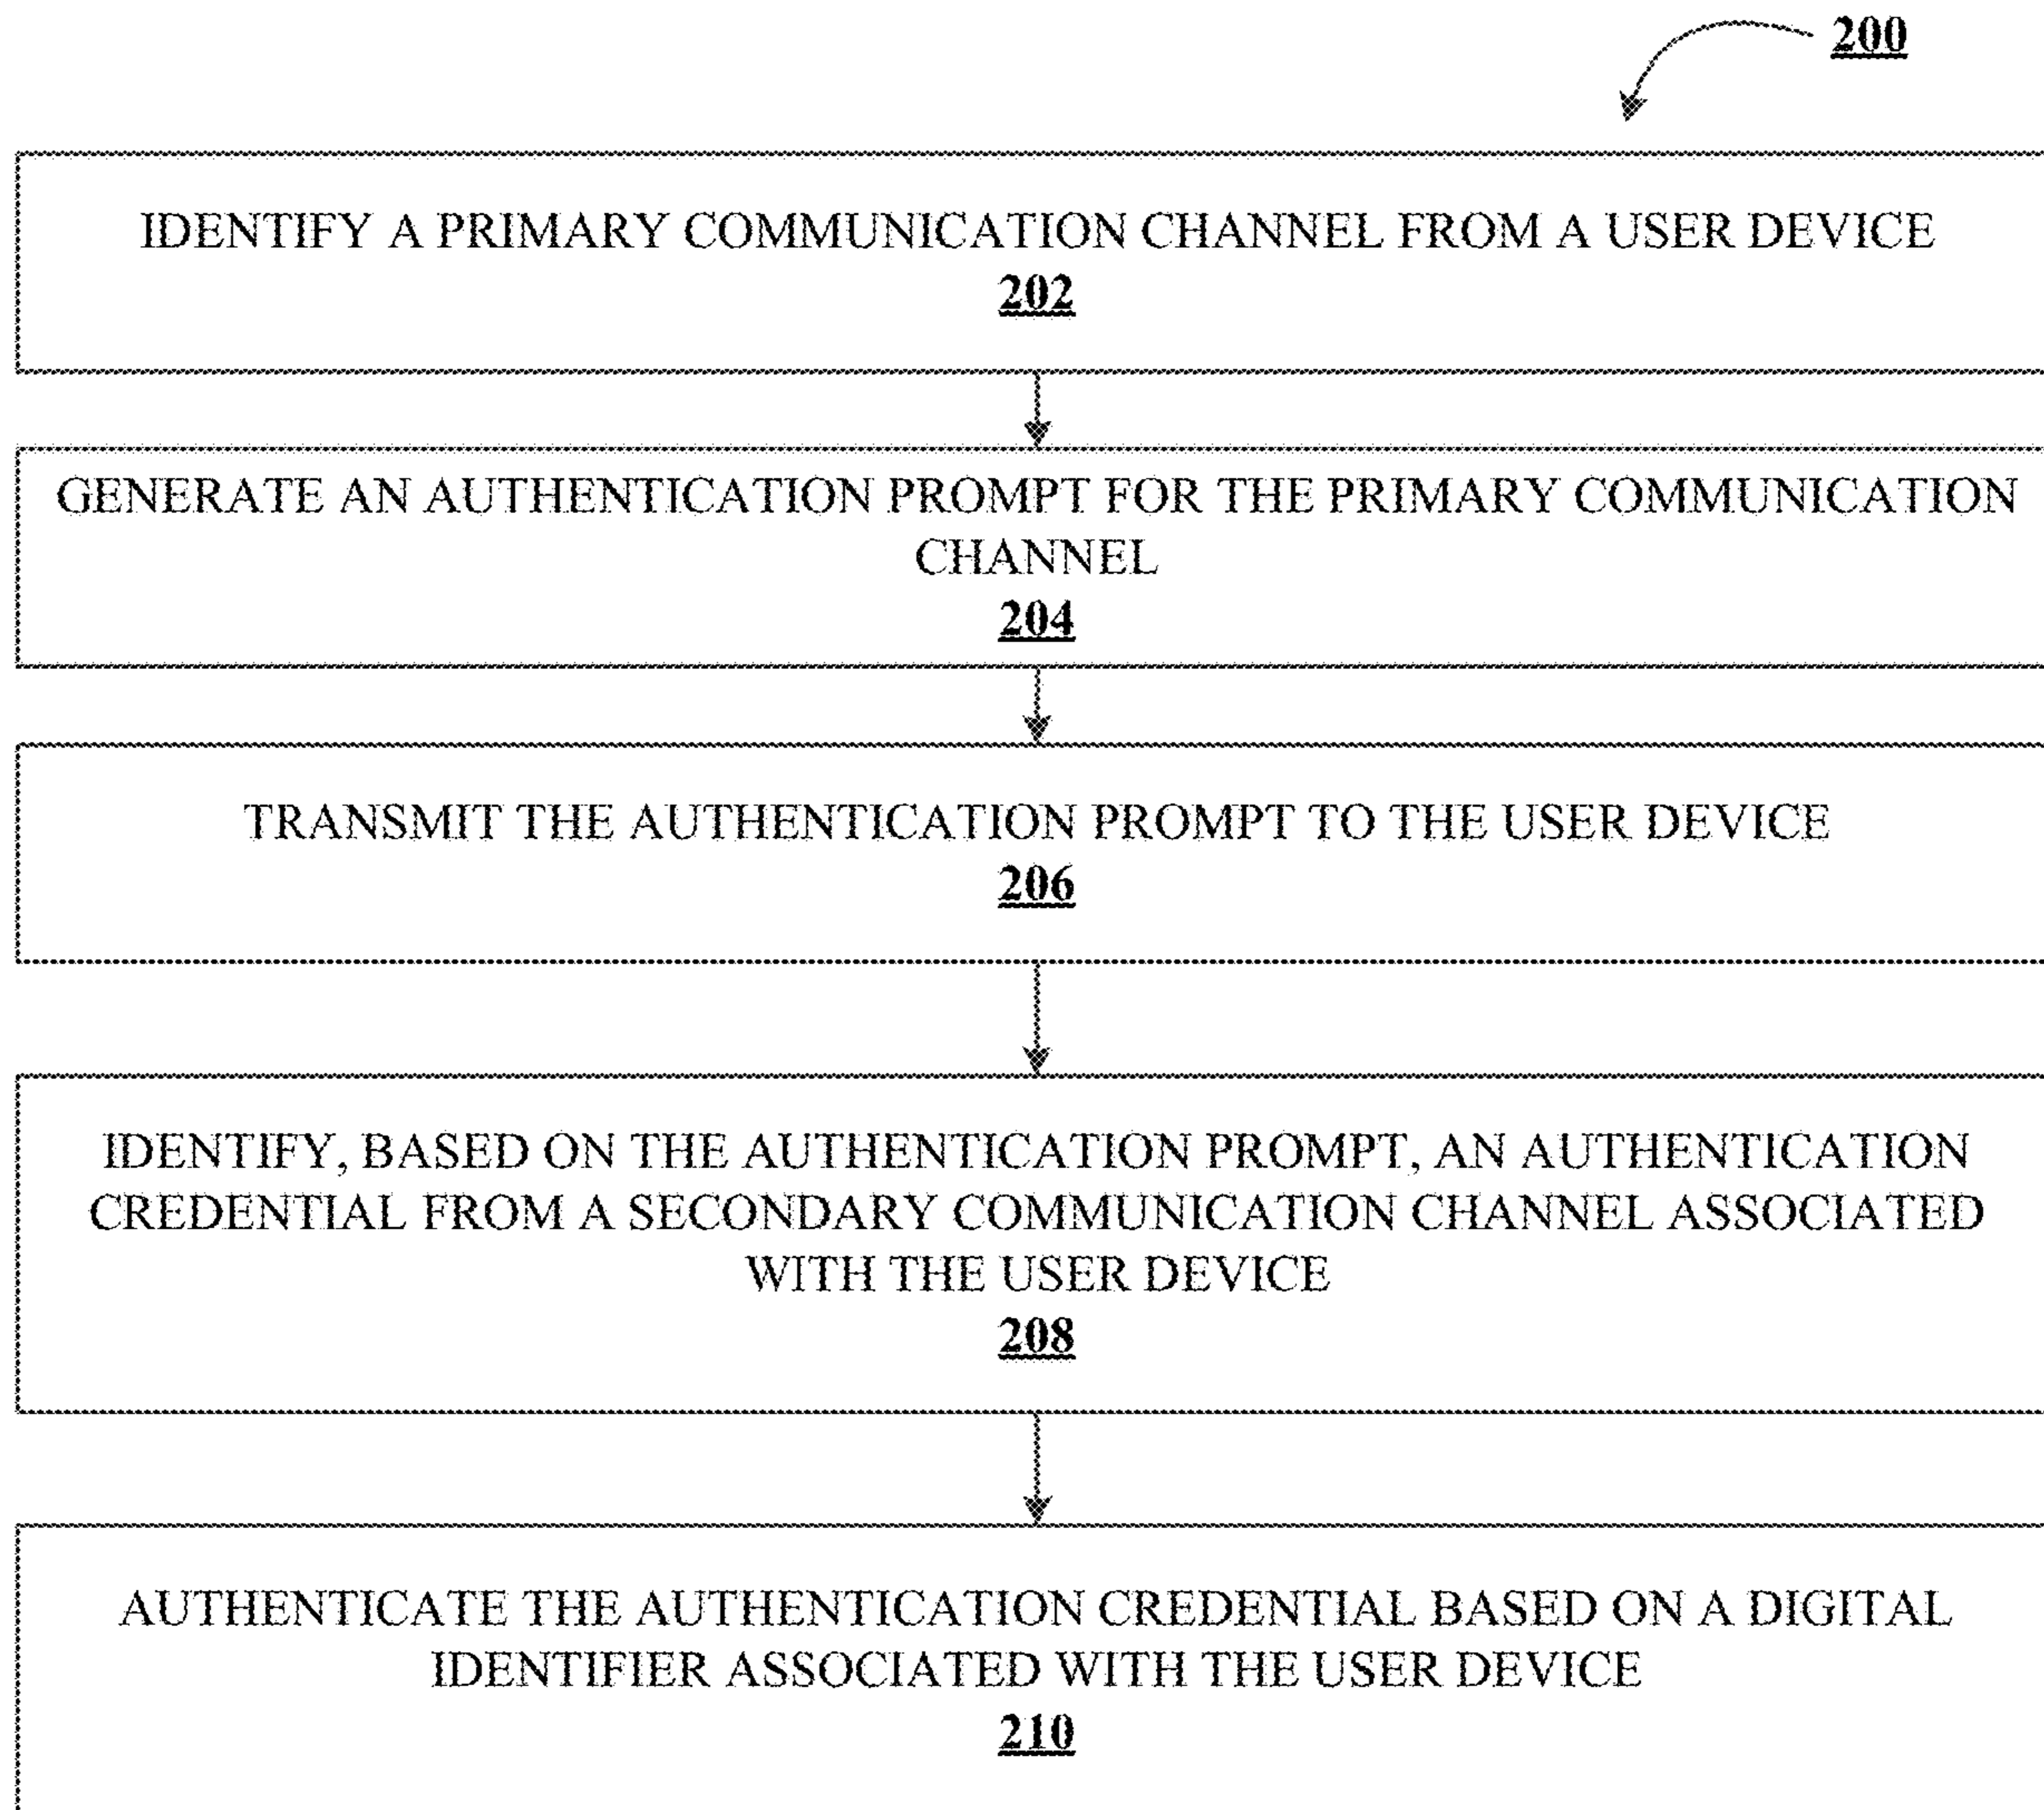 200
IDENTIFY A PRIMARY COMMUNICATION CHANNEL FROM A USER DEVICE
202
GENERATE AN AUTHENTICATION PROMPT FOR THE PRIMARY COMMUNICATION
CHANNEL
204
TRANSMIT THE AUTHENTICATION PROMPT TO THE USER DEVICE
206
IDENTIFY, BASED ON THE AUTHENTICATION PROMPT, AN AUTHENTICATION
CREDENTIAL FROM A SECONDARY COMMUNICATION CHANNEL ASSOCIATED
WITH THE USER DEVICE
208
AUTHENTICATE THE AUTHENTICATION CREDENTIAL BASED ON A DIGITAL
IDENTIFIER ASSOCIATED WITH THE USER DEVICE
210